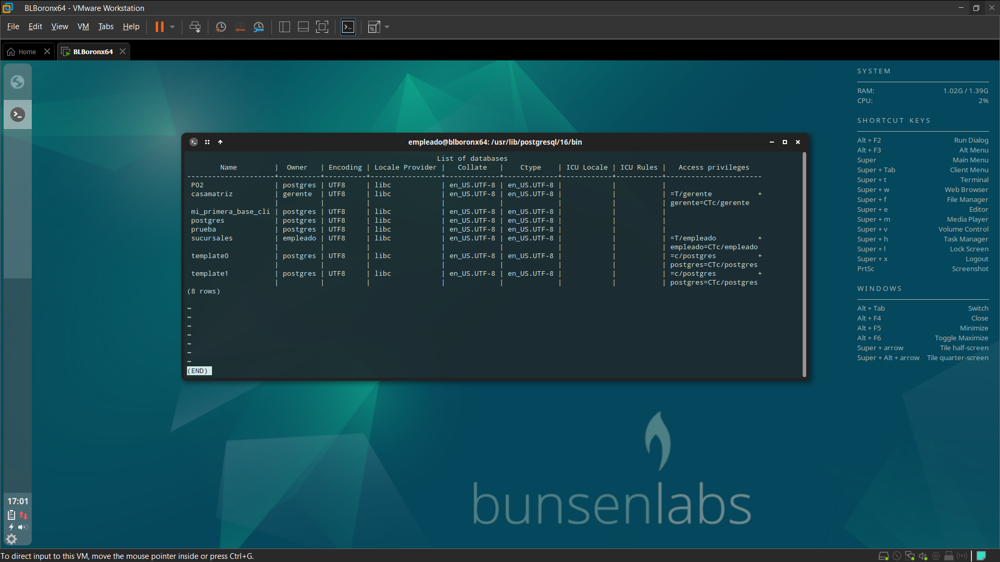 BLBoronx64 - VMware Workstation
File Edit View VM Tabs Help
Home
BLBoronx64
SYSTEM
RAM: 1.02G / 1.39G
CPU: 2%
SHORTCUT KEYS
Alt + F2 Run Dialog
Alt + F3 Alt Menu
Super Main Menu
Super + Tab Client Menu
Super + t Terminal
Super + w Web Browser
Super + f File Manager
Super + e Editor
Super + m Media Player
Super + v Volume Control
Super + h Task Manager
Super + l Lock Screen
Super + x Logout
PrtSc Screenshot
WINDOWS
Alt + Tab Switch
Alt + F4 Close
Alt + F5 Minimize
Alt + F6 Toggle Maximize
Super + arrow Tile half-screen
Super + Alt + arrow Tile quarter-screen
empleado@blboronx64: /usr/lib/postgresql/16/bin
List of databases
Name | Owner | Encoding | Locale Provider | Collate | Ctype | ICU Locale | ICU Rules | Access privileges
---------------------+----------+----------+-----------------+-------------+-------------+------------+-----------+-----------------------
P02 | postgres | UTF8 | libc | en_US.UTF-8 | en_US.UTF-8 | | |
casamatriz | gerente | UTF8 | libc | en_US.UTF-8 | en_US.UTF-8 | | | =T/gerente +
| | | | | | | | gerente=CTc/gerente
mi_primera_base_cli | postgres | UTF8 | libc | en_US.UTF-8 | en_US.UTF-8 | | |
postgres | postgres | UTF8 | libc | en_US.UTF-8 | en_US.UTF-8 | | |
prueba | postgres | UTF8 | libc | en_US.UTF-8 | en_US.UTF-8 | | |
sucursales | empleado | UTF8 | libc | en_US.UTF-8 | en_US.UTF-8 | | | =T/empleado +
| | | | | | | | empleado=CTc/empleado
template0 | postgres | UTF8 | libc | en_US.UTF-8 | en_US.UTF-8 | | | =c/postgres +
| | | | | | | | postgres=CTc/postgres
template1 | postgres | UTF8 | libc | en_US.UTF-8 | en_US.UTF-8 | | | =c/postgres +
| | | | | | | | postgres=CTc/postgres
(8 rows)
~
~
~
~
~
~
~
(END)
bunsenlabs
17:01
To direct input to this VM, move the mouse pointer inside or press Ctrl+G.